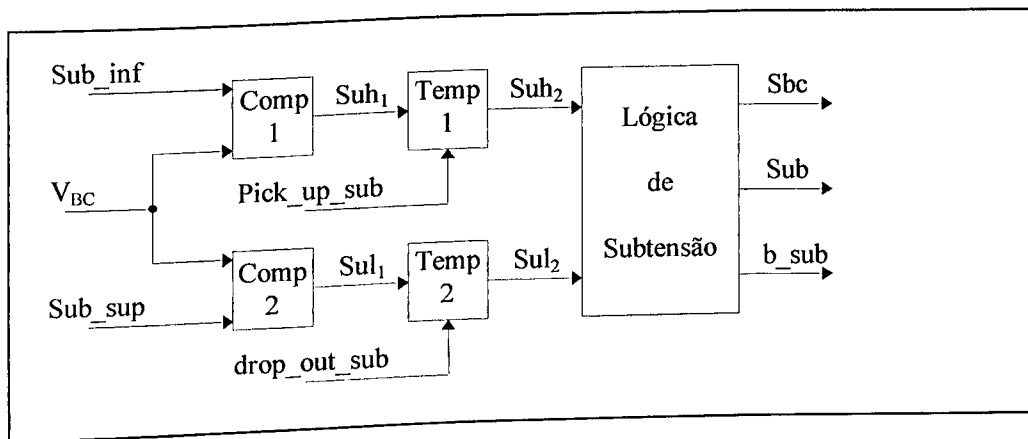 Sub_inf
Comp
1
Suh₁
Temp
1
Suh₂
Pick_up_sub
V_BC
Comp
2
Sul₁
Temp
2
Sul₂
Sub_sup
drop_out_sub
Lógica
de
Subtensão
Sbc
Sub
b_sub